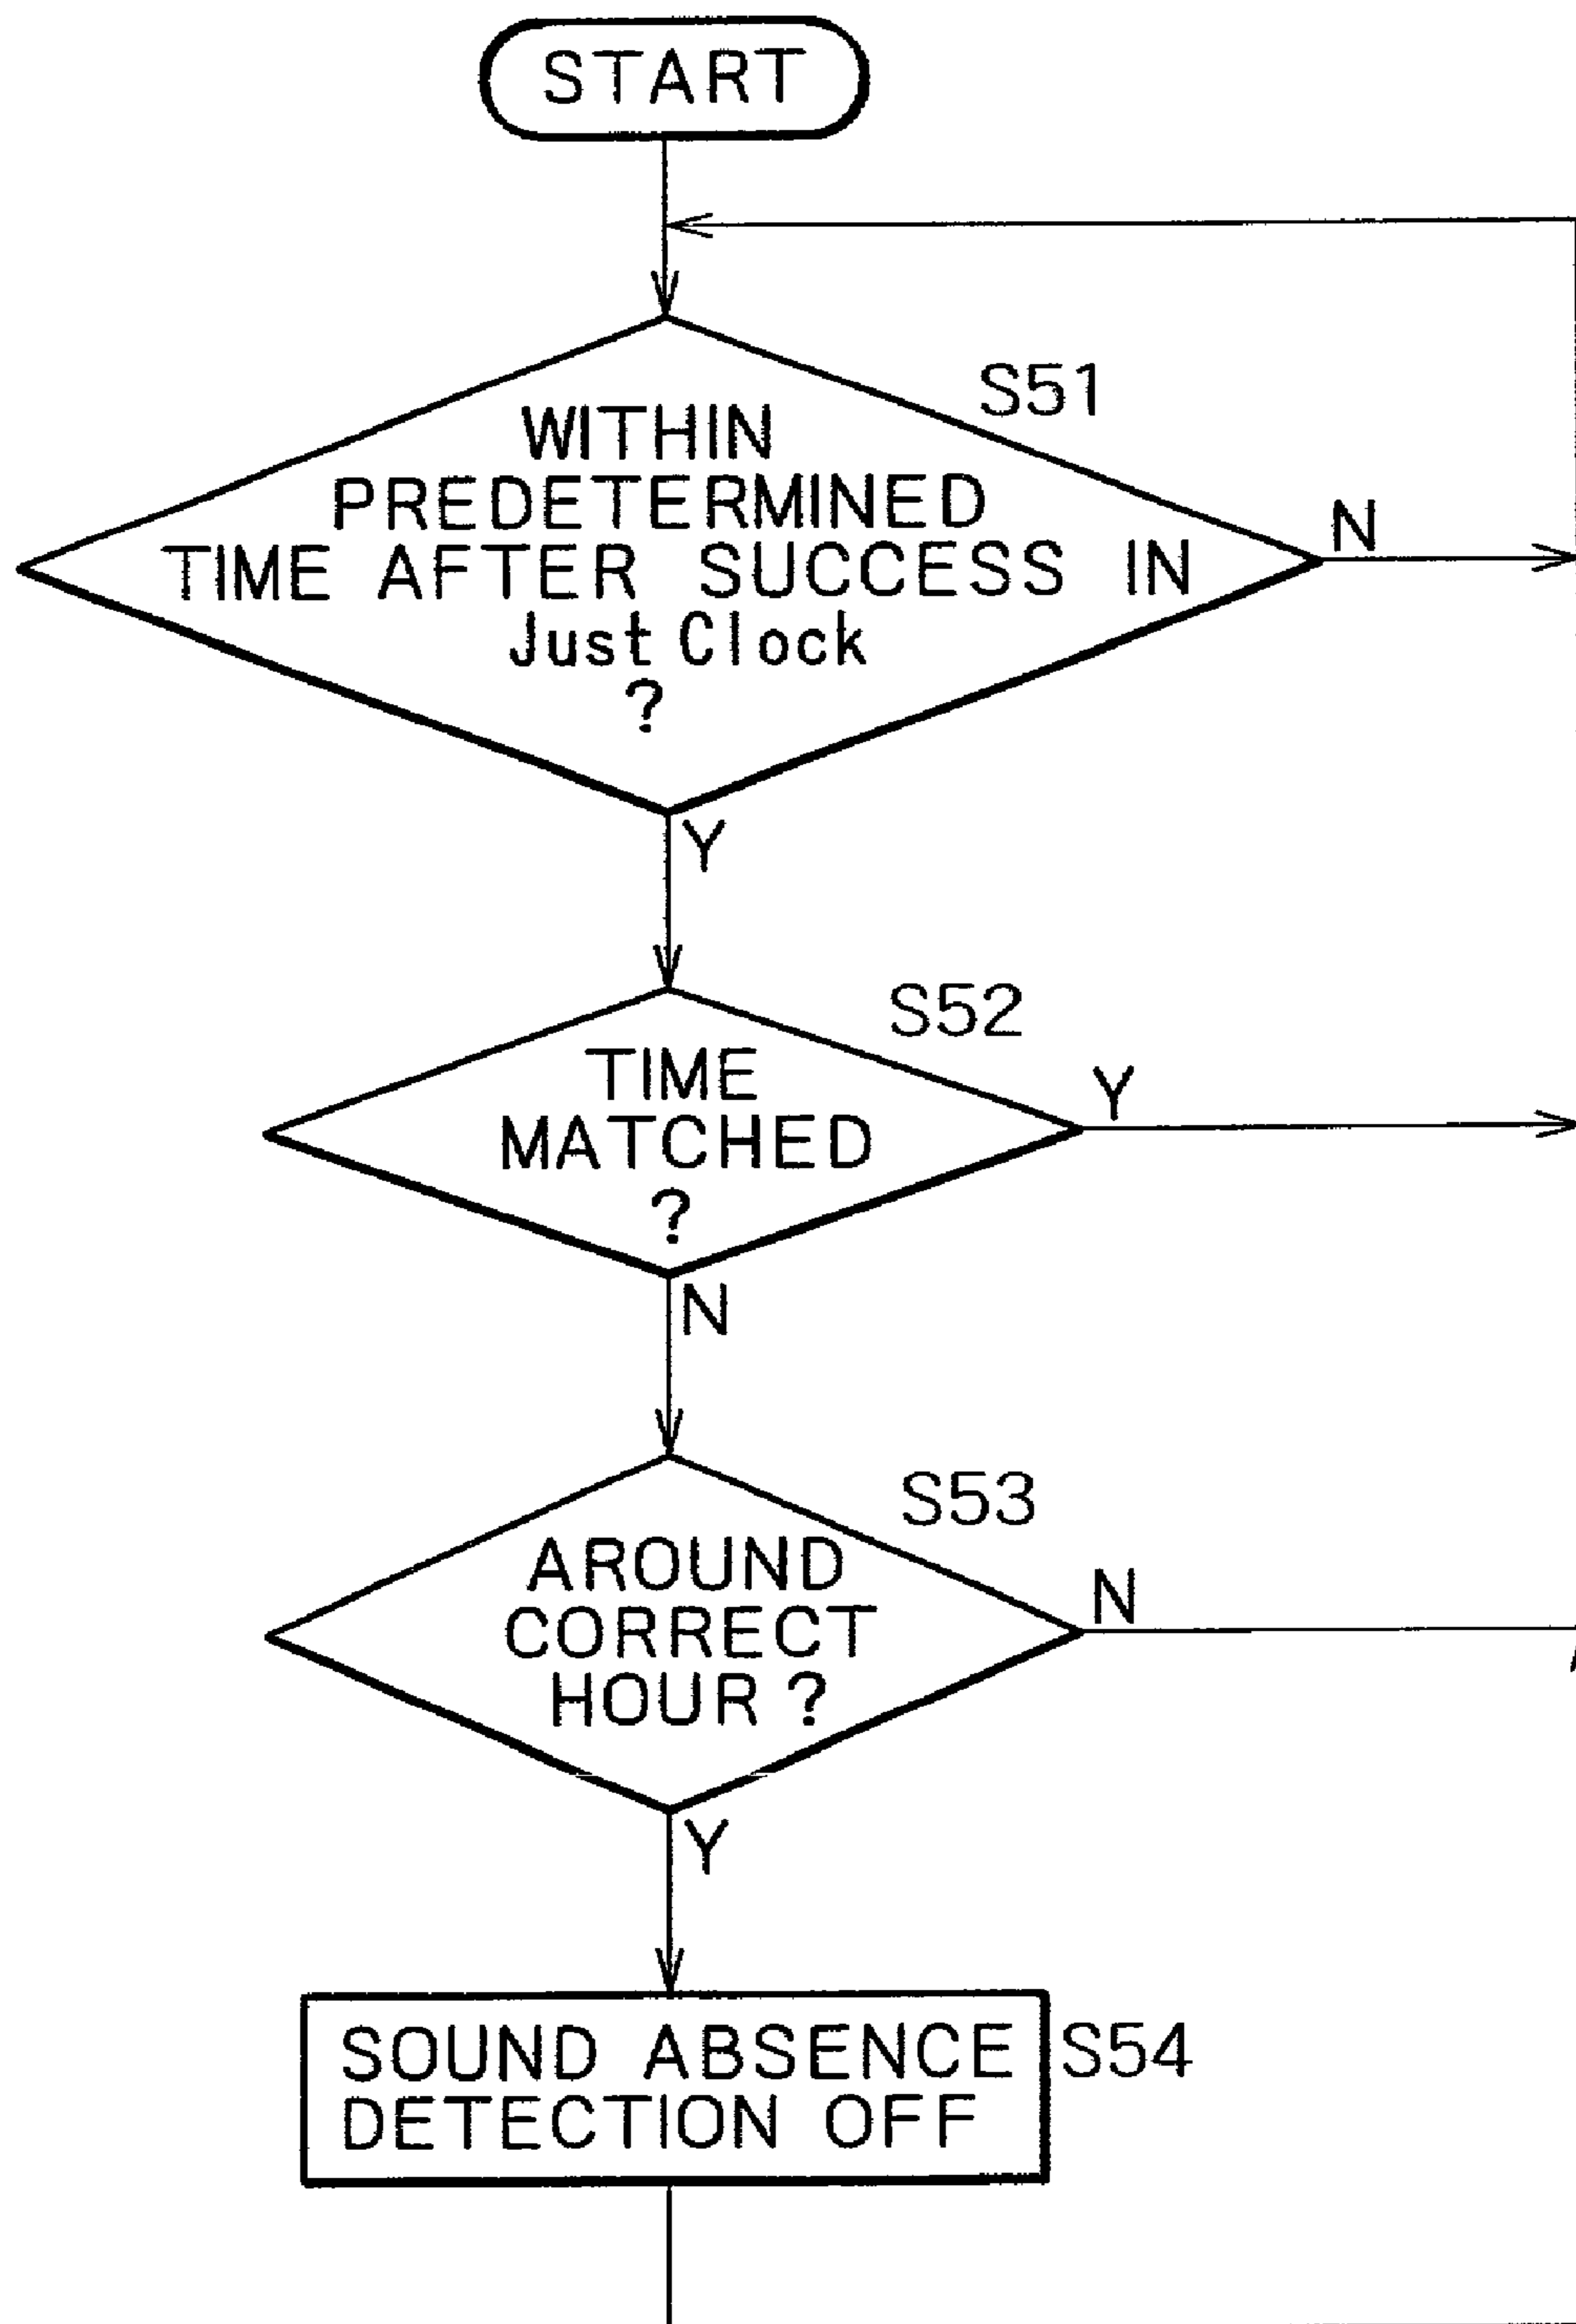 START
S51
WITHIN
PREDETERMINED
TIME AFTER SUCCESS IN
Just Clock
?
N
Y
S52
TIME
MATCHED
?
Y
N
S53
AROUND
CORRECT
HOUR ?
N
Y
SOUND ABSENCE
DETECTION OFF
S54